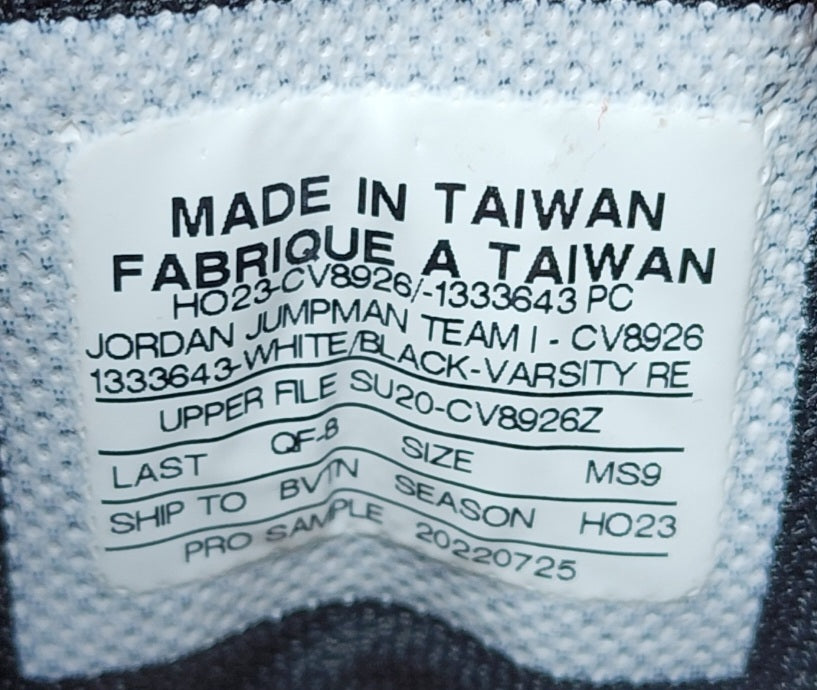 MADE IN TAIWAN
FABRIQUE A TAIWAN
HO23-CV8926/-1333643 PC
JORDAN JUMPMAN TEAM I - CV8926
1333643-WHITE/BLACK-VARSITY RE
UPPER FILE SU20-CV8926Z
LAST QF-8 SIZE MS9
SHIP TO BVTN SEASON HO23
PRO SAMPLE 20220725